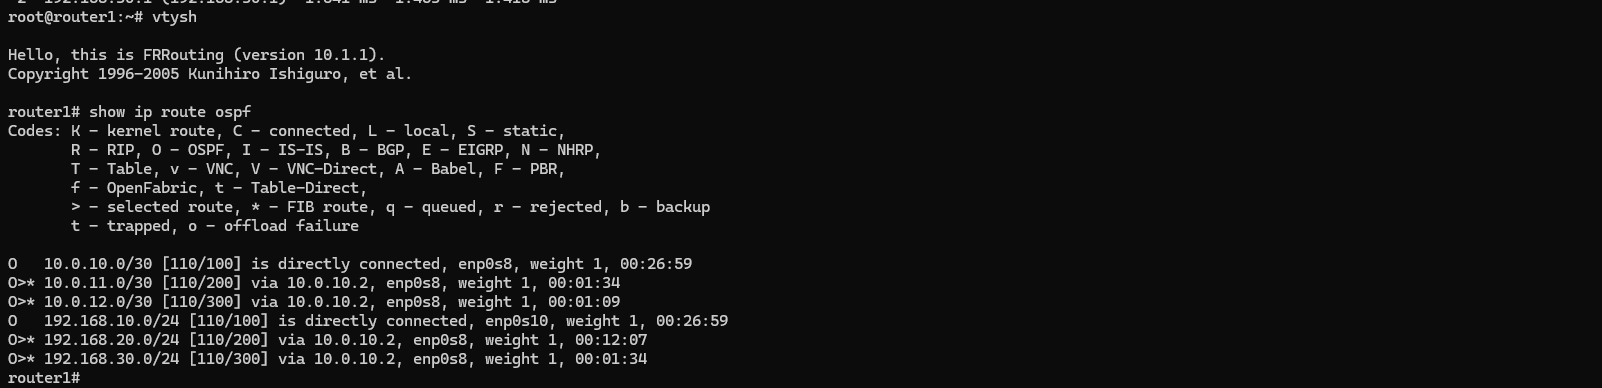 root@router1:~# vtysh
Hello, this is FRRouting (version 10.1.1).
Copyright 1996-2005 Kunihiro Ishiguro, et al.
router1# show ip route ospf
Codes: K - kernel route, C - connected, L - local, S - static,
R - RIP, O - OSPF, I - IS-IS, B - BGP, E - EIGRP, N - NHRP,
T - Table, v - VNC, V - VNC-Direct, A - Babel, F - PBR,
f - OpenFabric, t - Table-Direct,
> - selected route, * - FIB route, q - queued, r - rejected, b - backup
t - trapped, o - offload failure
O   10.0.10.0/30 [110/100] is directly connected, enp0s8, weight 1, 00:26:59
O>* 10.0.11.0/30 [110/200] via 10.0.10.2, enp0s8, weight 1, 00:01:34
O>* 10.0.12.0/30 [110/300] via 10.0.10.2, enp0s8, weight 1, 00:01:09
O   192.168.10.0/24 [110/100] is directly connected, enp0s10, weight 1, 00:26:59
O>* 192.168.20.0/24 [110/200] via 10.0.10.2, enp0s8, weight 1, 00:12:07
O>* 192.168.30.0/24 [110/300] via 10.0.10.2, enp0s8, weight 1, 00:01:34
router1#